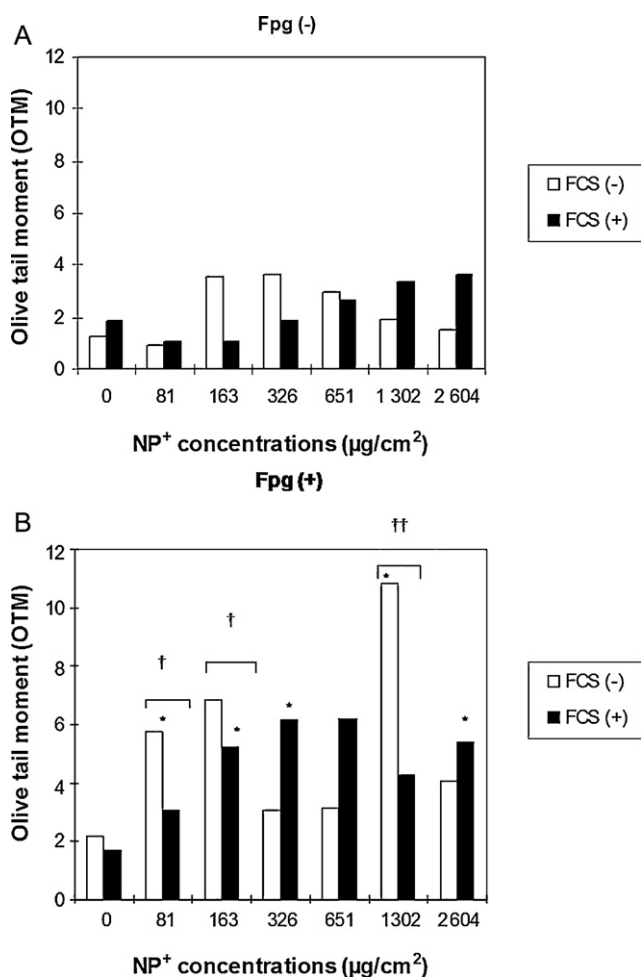 A
Fpg (-)
12
10
8
6
4
2
0
Olive tail moment (OTM)
FCS (-)
FCS (+)
0 81 163 326 651 1 302 2 604
NP⁺ concentrations (µg/cm²)
Fpg (+)
B
††
*
†
†
*
*
*
*
12
10
8
6
4
2
0
Olive tail moment (OTM)
FCS (-)
FCS (+)
0 81 163 326 651 1302 2604
NP⁺ concentrations (µg/cm²)